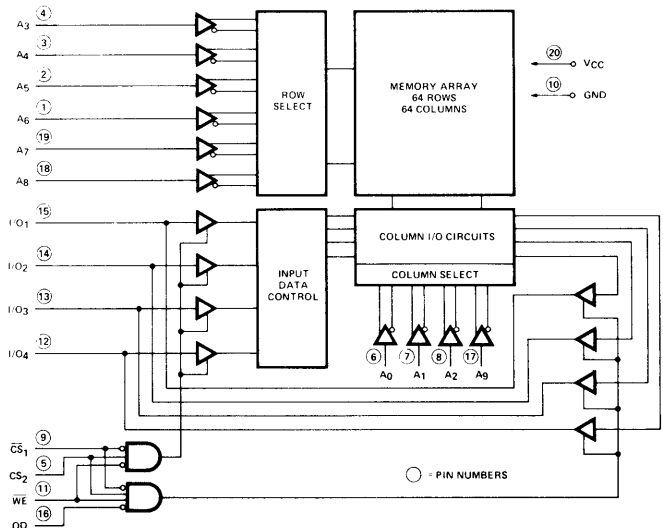 A3 4
A4 3
A5 2
A6 1
A7 19
A8 18
ROW
SELECT
MEMORY ARRAY
64 ROWS
64 COLUMNS
20 VCC
10 GND
I/O1 15
I/O2 14
I/O3 13
I/O4 12
INPUT
DATA
CONTROL
COLUMN I/O CIRCUITS
COLUMN SELECT
6 7 8 17
A0 A1 A2 A9
C̅S̅1 9
CS2 5
W̅E̅ 11
OD 16
= PIN NUMBERS